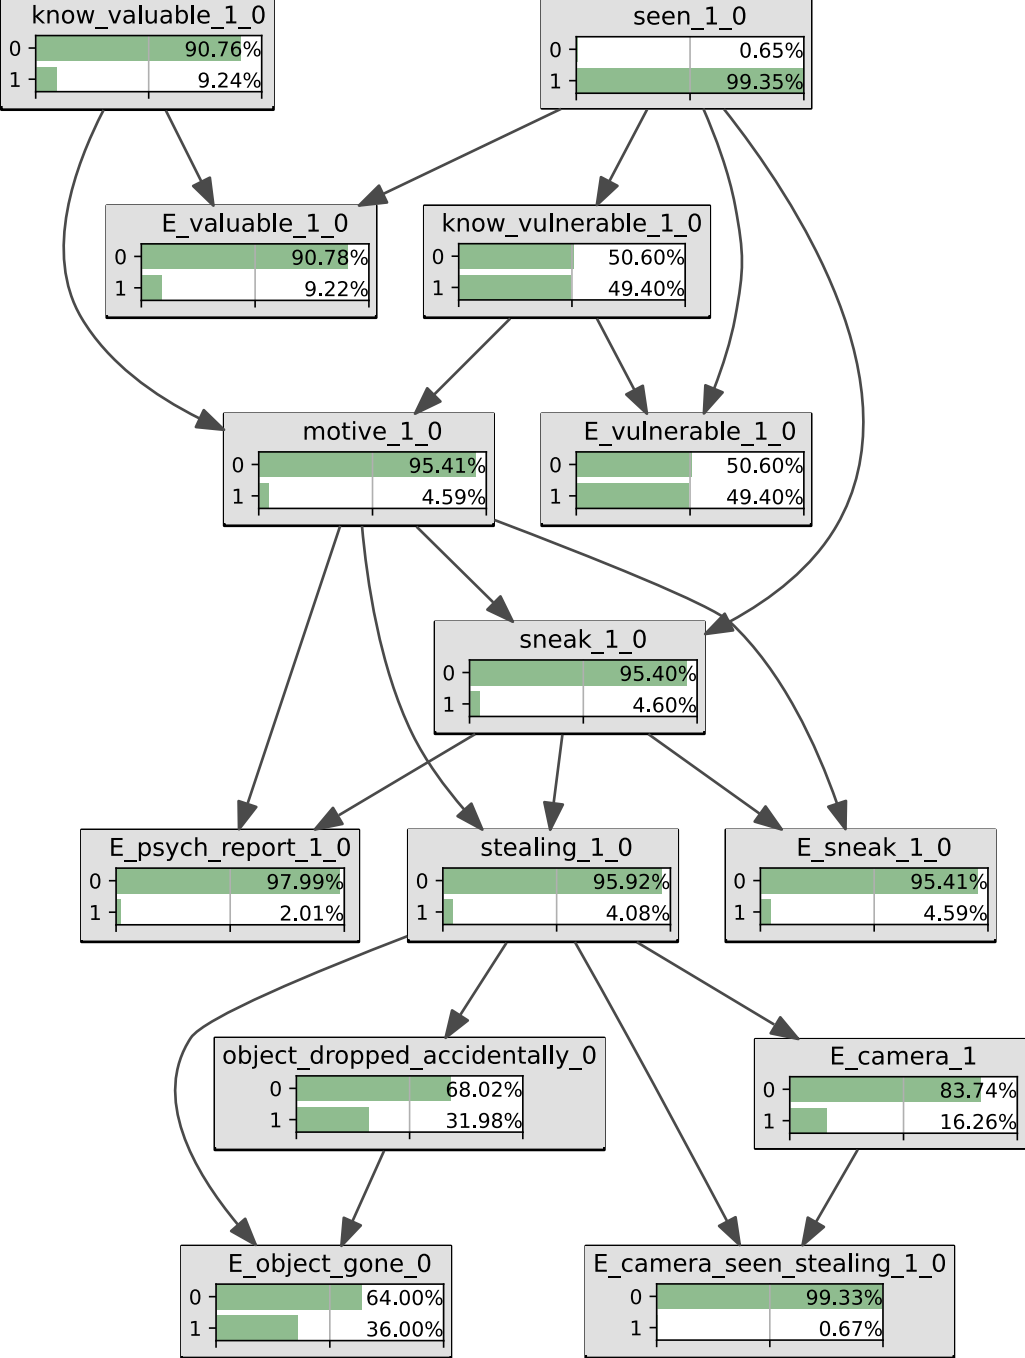 know_valuable_1_0
0 90.76%
1 9.24%
seen_1_0
0 0.65%
1 99.35%
E_valuable_1_0
0 90.78%
1 9.22%
know_vulnerable_1_0
0 50.60%
1 49.40%
motive_1_0
0 95.41%
1 4.59%
E_vulnerable_1_0
0 50.60%
1 49.40%
sneak_1_0
0 95.40%
1 4.60%
E_psych_report_1_0
0 97.99%
1 2.01%
stealing_1_0
0 95.92%
1 4.08%
E_sneak_1_0
0 95.41%
1 4.59%
object_dropped_accidentally_0
0 68.02%
1 31.98%
E_camera_1
0 83.74%
1 16.26%
E_object_gone_0
0 64.00%
1 36.00%
E_camera_seen_stealing_1_0
0 99.33%
1 0.67%